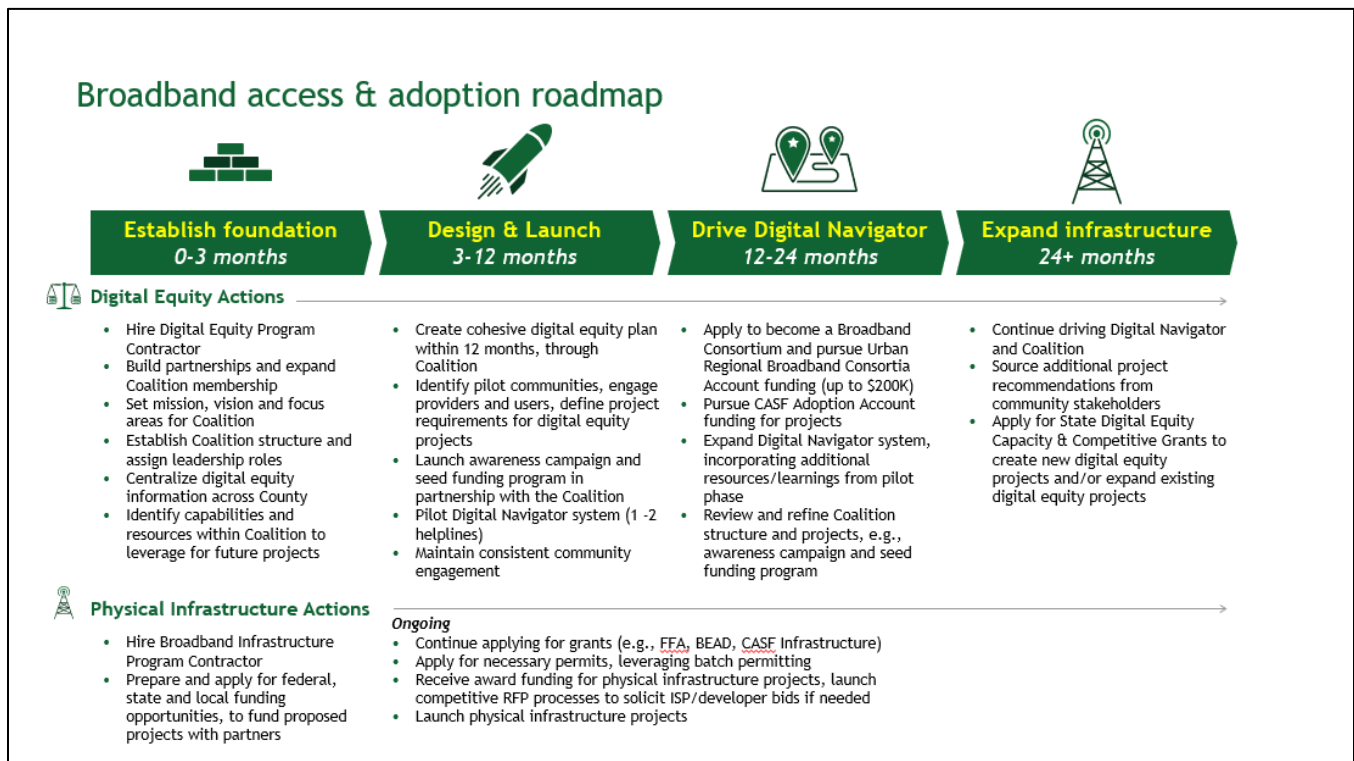 Broadband access & adoption roadmap
Establish foundation
0-3 months
Design & Launch
3-12 months
Drive Digital Navigator
12-24 months
Expand infrastructure
24+ months
Digital Equity Actions
• Hire Digital Equity Program
Contractor
• Build partnerships and expand
Coalition membership
• Set mission, vision and focus
areas for Coalition
• Establish Coalition structure and
assign leadership roles
• Centralize digital equity
information across County
• Identify capabilities and
resources within Coalition to
leverage for future projects
• Create cohesive digital equity plan
within 12 months, through
Coalition
• Identify pilot communities, engage
providers and users, define project
requirements for digital equity
projects
• Launch awareness campaign and
seed funding program in
partnership with the Coalition
• Pilot Digital Navigator system (1 -2
helplines)
• Maintain consistent community
engagement
• Apply to become a Broadband
Consortium and pursue Urban
Regional Broadband Consortia
Account funding (up to $200K)
• Pursue CASF Adoption Account
funding for projects
• Expand Digital Navigator system,
incorporating additional
resources/learnings from pilot
phase
• Review and refine Coalition
structure and projects, e.g.,
awareness campaign and seed
funding program
• Continue driving Digital Navigator
and Coalition
• Source additional project
recommendations from
community stakeholders
• Apply for State Digital Equity
Capacity & Competitive Grants to
create new digital equity
projects and/or expand existing
digital equity projects
Physical Infrastructure Actions
• Hire Broadband Infrastructure
Program Contractor
• Prepare and apply for federal,
state and local funding
opportunities, to fund proposed
projects with partners
Ongoing
• Continue applying for grants (e.g., FFA, BEAD, CASF Infrastructure)
• Apply for necessary permits, leveraging batch permitting
• Receive award funding for physical infrastructure projects, launch
competitive RFP processes to solicit ISP/developer bids if needed
• Launch physical infrastructure projects